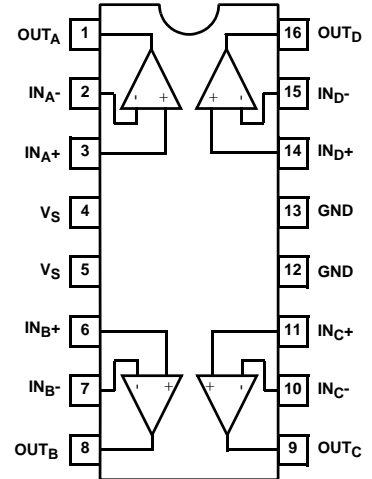 OUTA 1 16 OUTD
INA- 2 - + + - 15 IND-
INA+ 3 14 IND+
VS 4 13 GND
VS 5 12 GND
INB+ 6 11 INC+
INB- 7 - + + - 10 INC-
OUTB 8 9 OUTC